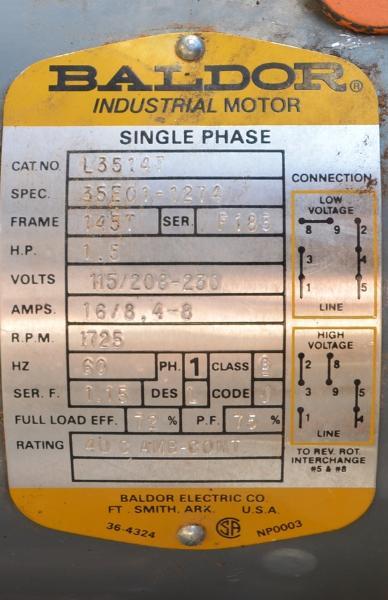 BALDOR®
INDUSTRIAL MOTOR
SINGLE PHASE
CAT. NO. L3514T
SPEC. 35E01-1274
FRAME 145T SER. F185
H.P. 1.5
VOLTS 115/208-230
AMPS. 16/8.4-8
R.P.M. 1725
HZ 60 PH. 1 CLASS B
SER. F. 1.15 DES L CODE J
FULL LOAD EFF. 72 % P.F. 75 %
RATING 40 C AMB-CONT
CONNECTION
LOW
VOLTAGE
8 9 2
3 4
1 5
LINE
HIGH
VOLTAGE
2 8
3 9 5
1 4
LINE
TO REV. ROT.
INTERCHANGE
#5 & #8
BALDOR ELECTRIC CO.
FT. SMITH, ARK. U.S.A.
36-4324 SA NP0003